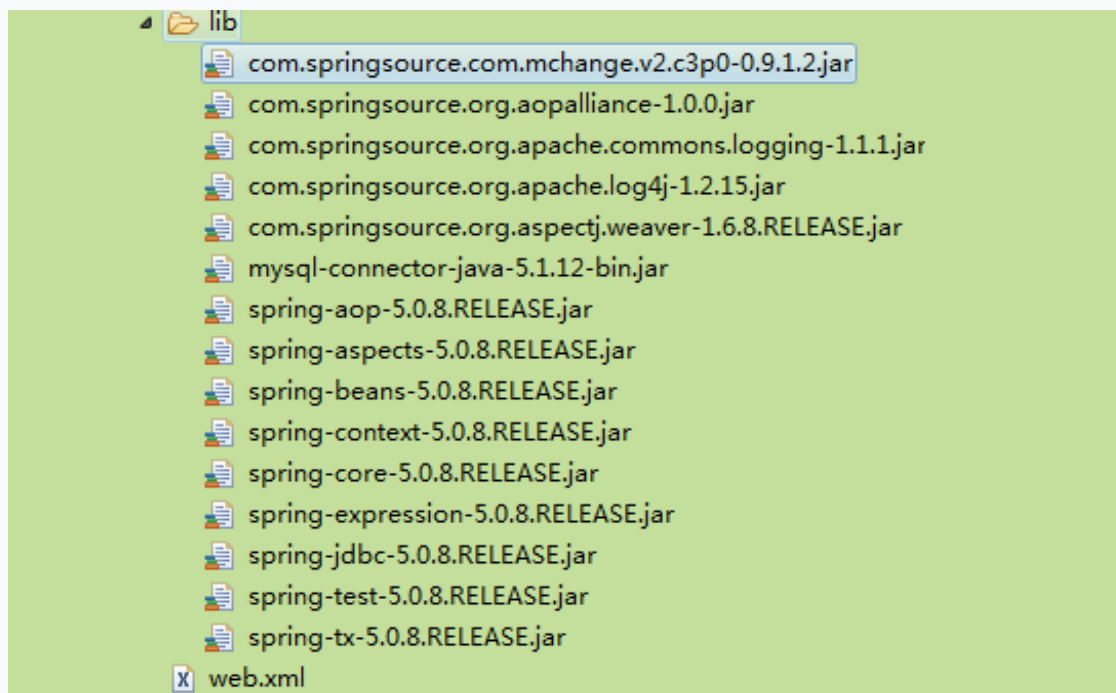 lib
com.springsource.com.mchange.v2.c3p0-0.9.1.2.jar
com.springsource.org.aopalliance-1.0.0.jar
com.springsource.org.apache.commons.logging-1.1.1.jar
com.springsource.org.apache.log4j-1.2.15.jar
com.springsource.org.aspectj.weaver-1.6.8.RELEASE.jar
mysql-connector-java-5.1.12-bin.jar
spring-aop-5.0.8.RELEASE.jar
spring-aspects-5.0.8.RELEASE.jar
spring-beans-5.0.8.RELEASE.jar
spring-context-5.0.8.RELEASE.jar
spring-core-5.0.8.RELEASE.jar
spring-expression-5.0.8.RELEASE.jar
spring-jdbc-5.0.8.RELEASE.jar
spring-test-5.0.8.RELEASE.jar
spring-tx-5.0.8.RELEASE.jar
web.xml